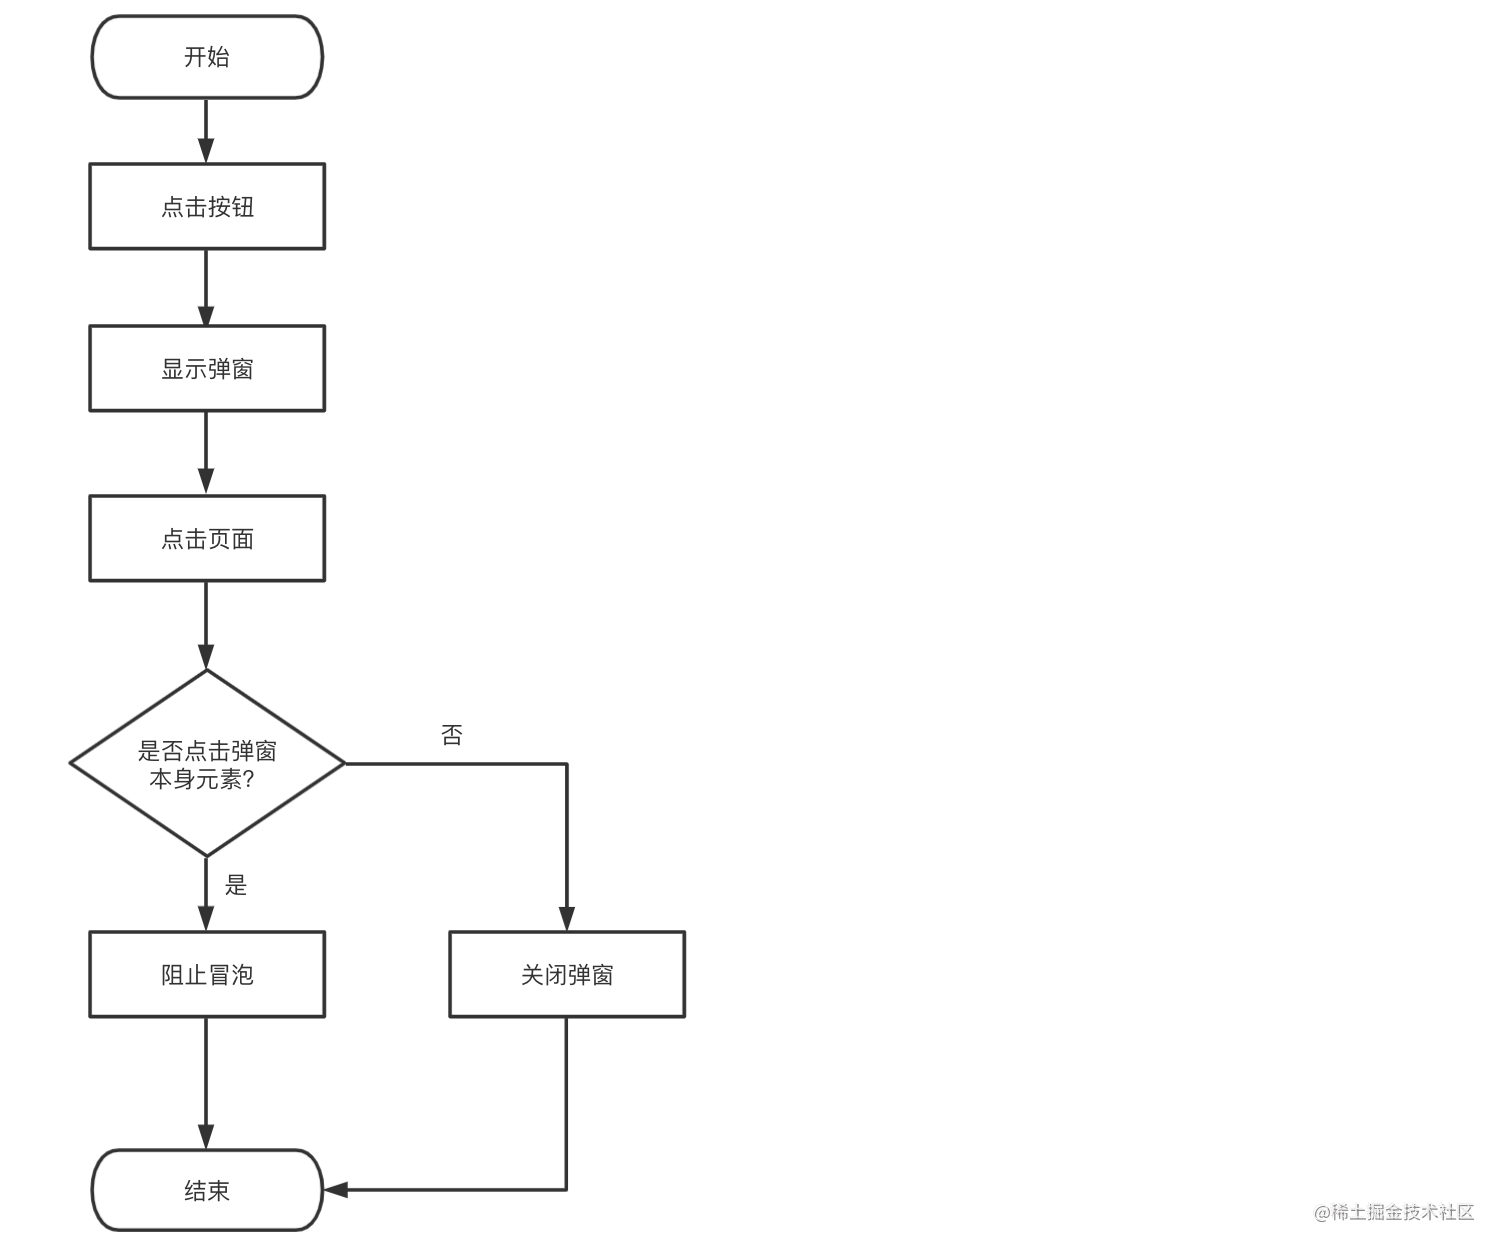 开始
点击按钮
显示弹窗
点击页面
是否点击弹窗
本身元素?
否
是
阻止冒泡
关闭弹窗
结束
@稀土掘金技术社区